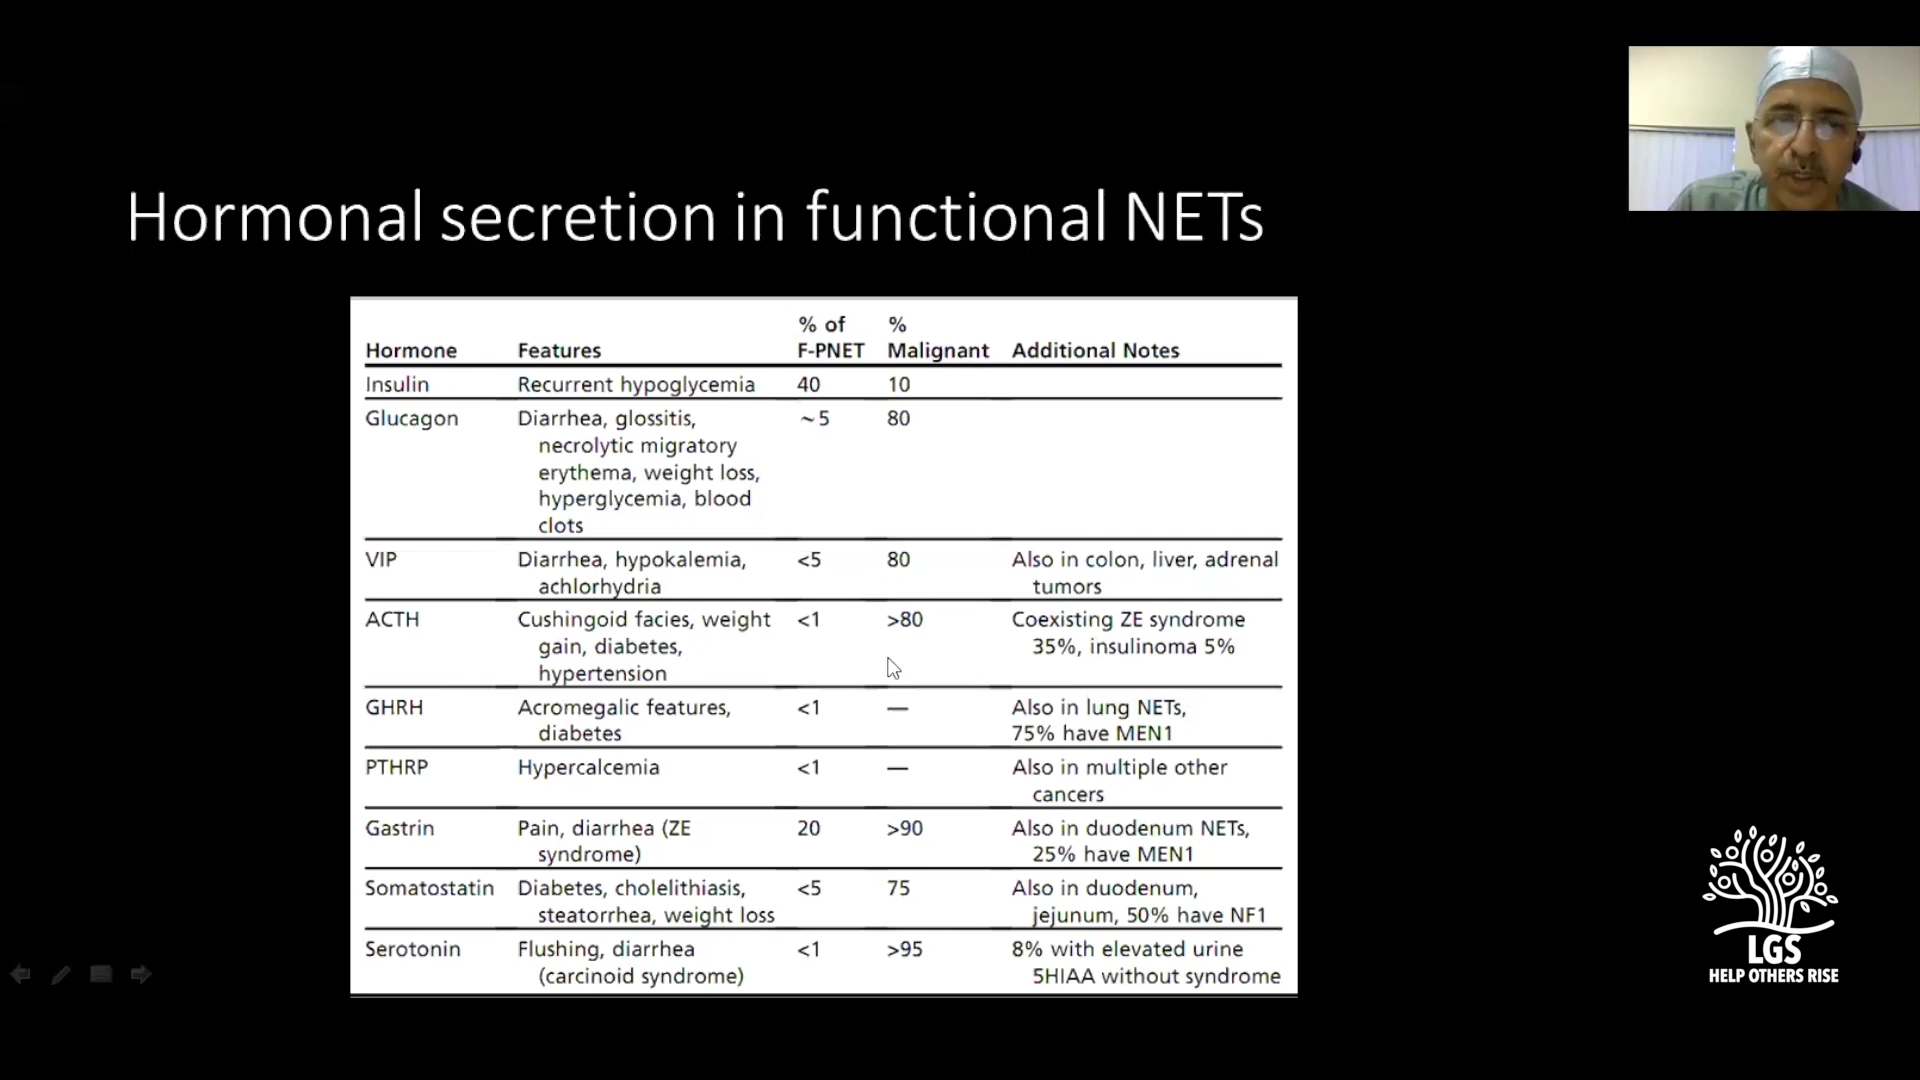 Hormonal secretion in functional NETs
% of %
Hormone Features F-PNET Malignant Additional Notes
Insulin Recurrent hypoglycemia 40 10
Glucagon Diarrhea, glossitis, ~5 80
necrolytic migratory
erythema, weight loss,
hyperglycemia, blood
clots
VIP Diarrhea, hypokalemia, <5 80 Also in colon, liver, adrenal
achlorhydria tumors
ACTH Cushingoid facies, weight <1 >80 Coexisting ZE syndrome
gain, diabetes, 35%, insulinoma 5%
hypertension
GHRH Acromegalic features, <1 — Also in lung NETs,
diabetes 75% have MEN1
PTHRP Hypercalcemia <1 — Also in multiple other
cancers
Gastrin Pain, diarrhea (ZE 20 >90 Also in duodenum NETs,
syndrome) 25% have MEN1
Somatostatin Diabetes, cholelithiasis, <5 75 Also in duodenum,
steatorrhea, weight loss jejunum, 50% have NF1
Serotonin Flushing, diarrhea <1 >95 8% with elevated urine
(carcinoid syndrome) 5HIAA without syndrome
LGS
HELP OTHERS RISE